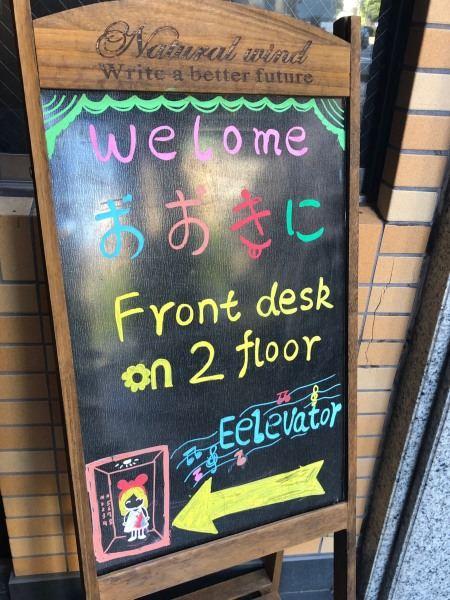 Natural wind
Write a better future
welome
おおきに
Front desk
on 2 floor
Eelevator